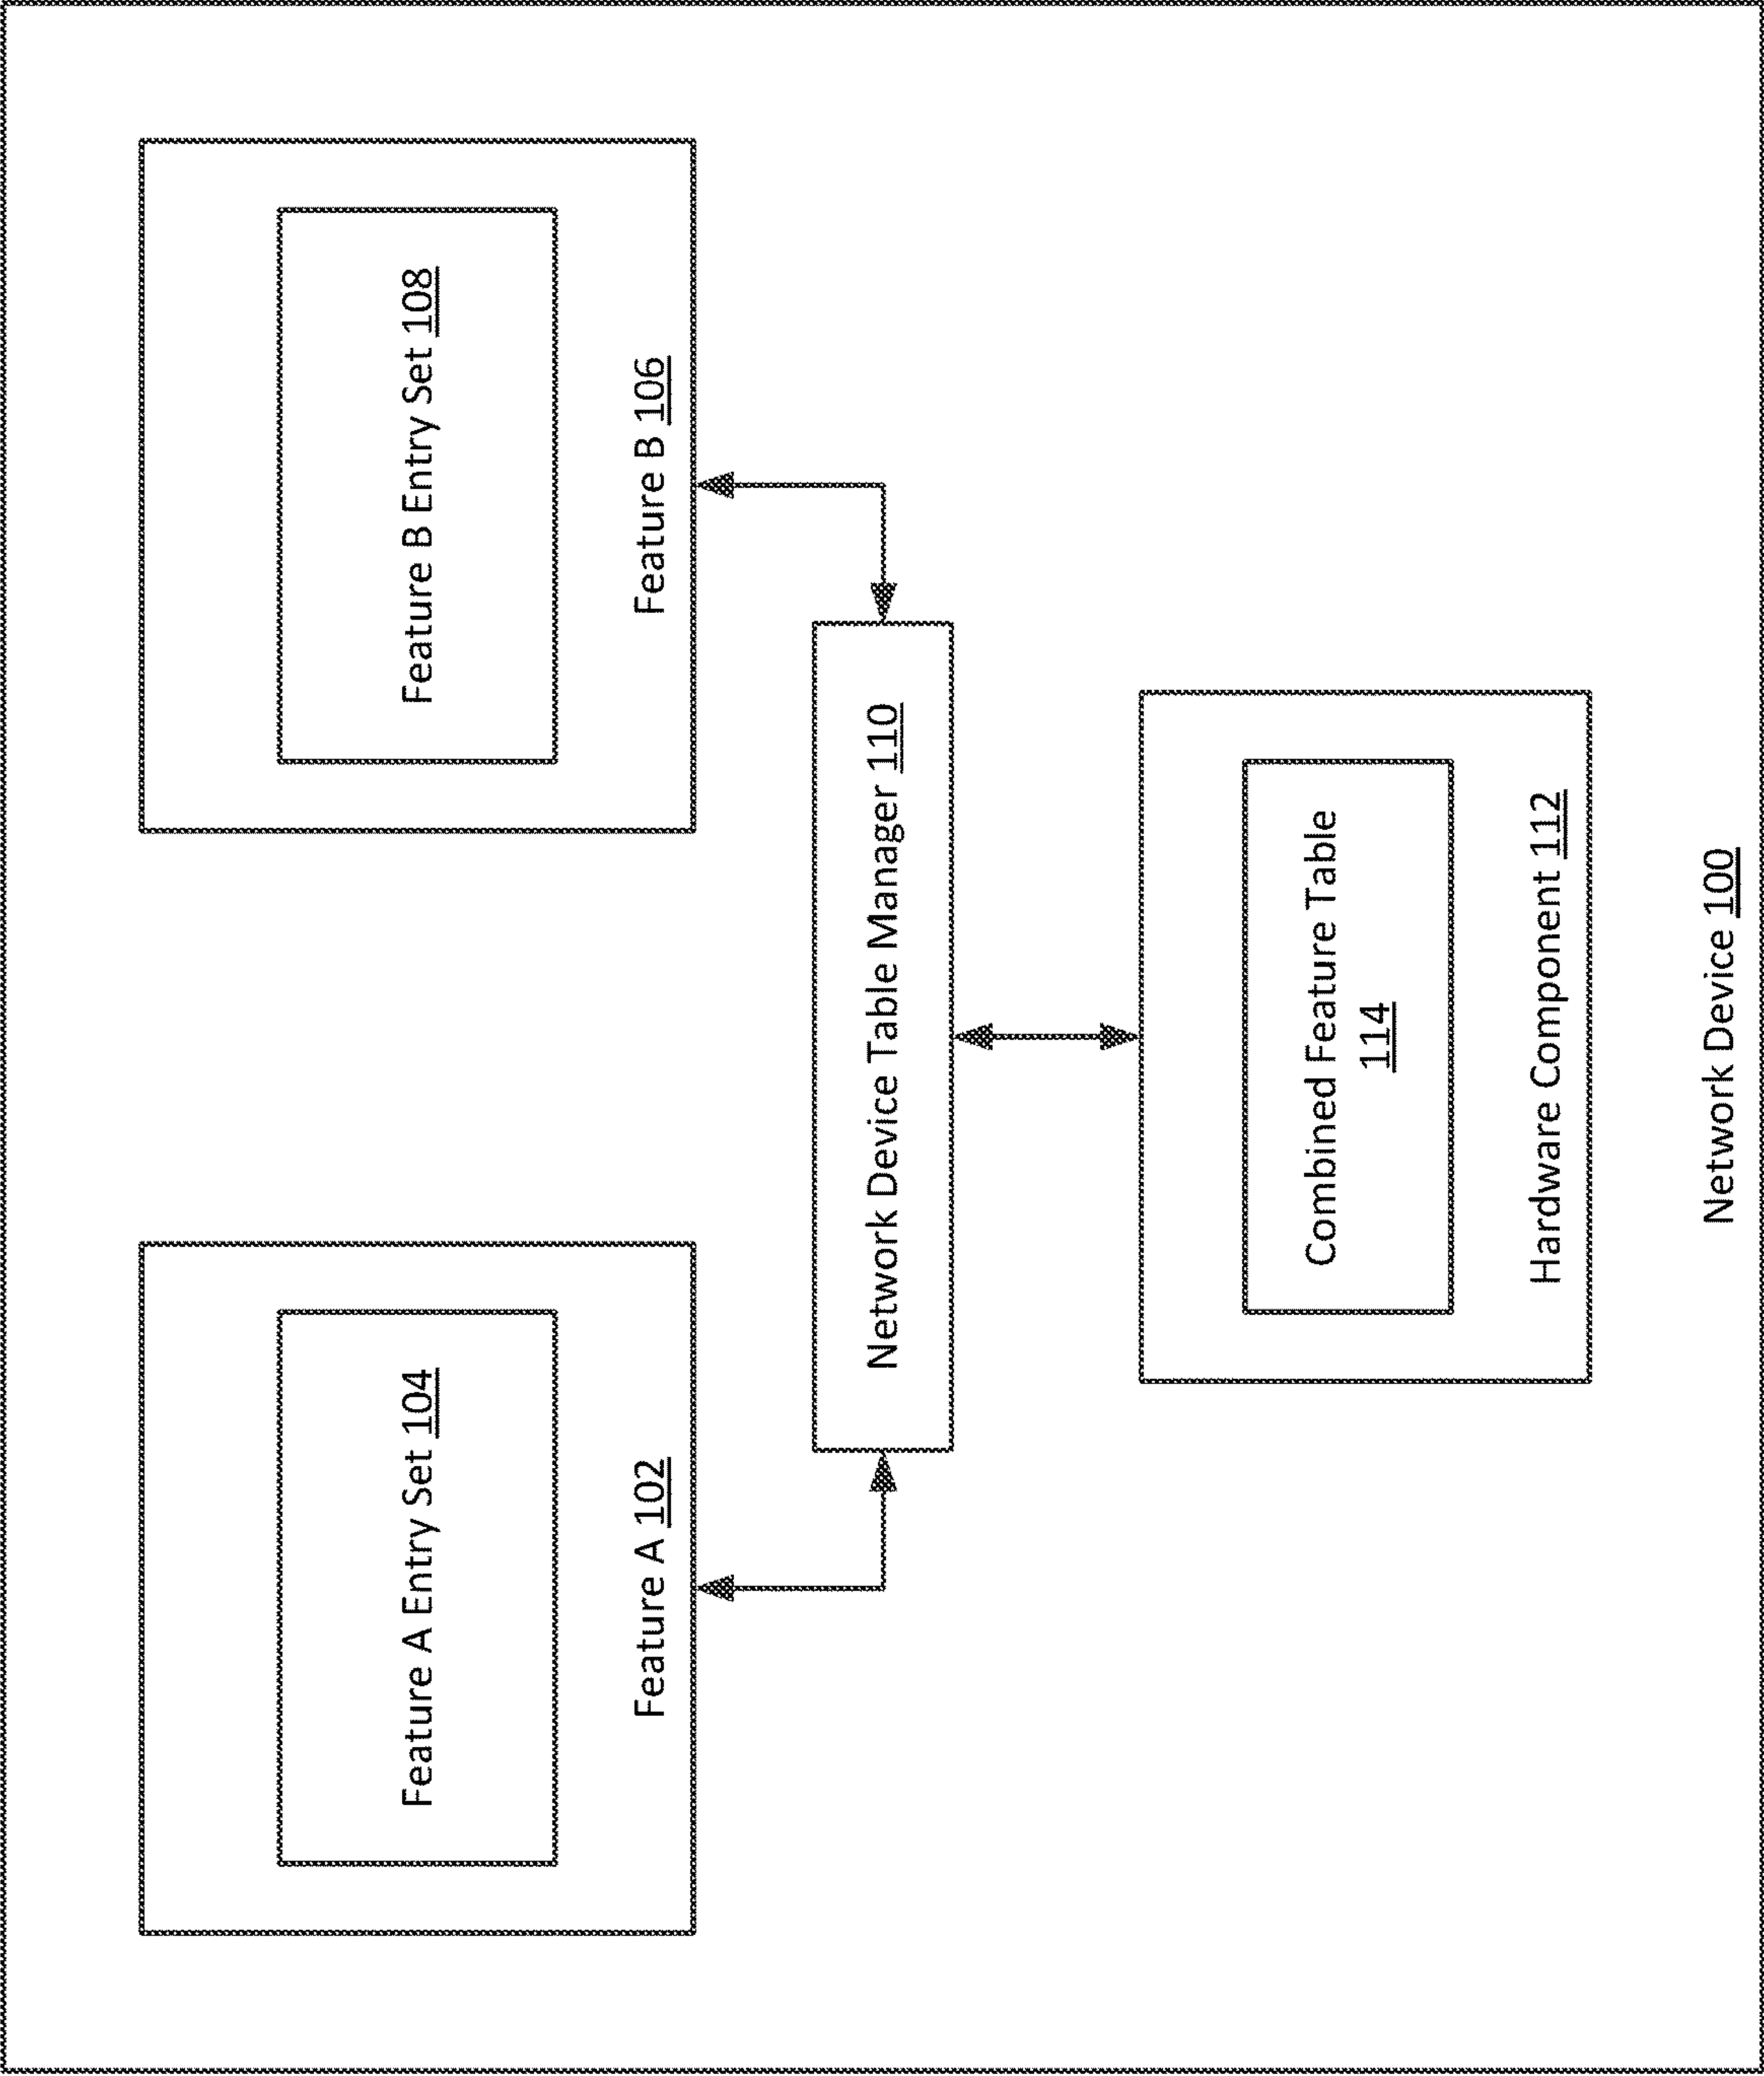 Feature A Entry Set 104
Feature A 102
Feature B Entry Set 108
Feature B 106
Network Device Table Manager 110
Combined Feature Table
114
Hardware Component 112
Network Device 100